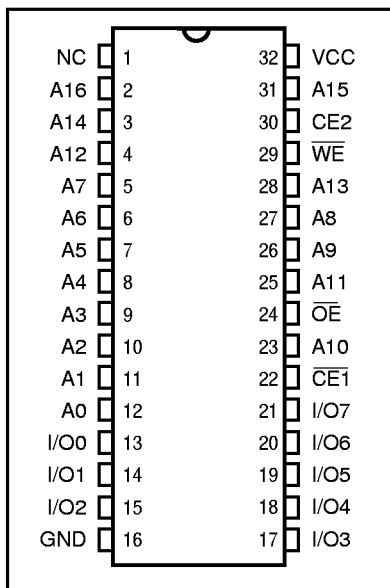 NC 1 32 VCC
A16 2 31 A15
A14 3 30 CE2
A12 4 29 W̅E̅
A7 5 28 A13
A6 6 27 A8
A5 7 26 A9
A4 8 25 A11
A3 9 24 O̅E̅
A2 10 23 A10
A1 11 22 C̅E̅1̅
A0 12 21 I/O7
I/O0 13 20 I/O6
I/O1 14 19 I/O5
I/O2 15 18 I/O4
GND 16 17 I/O3